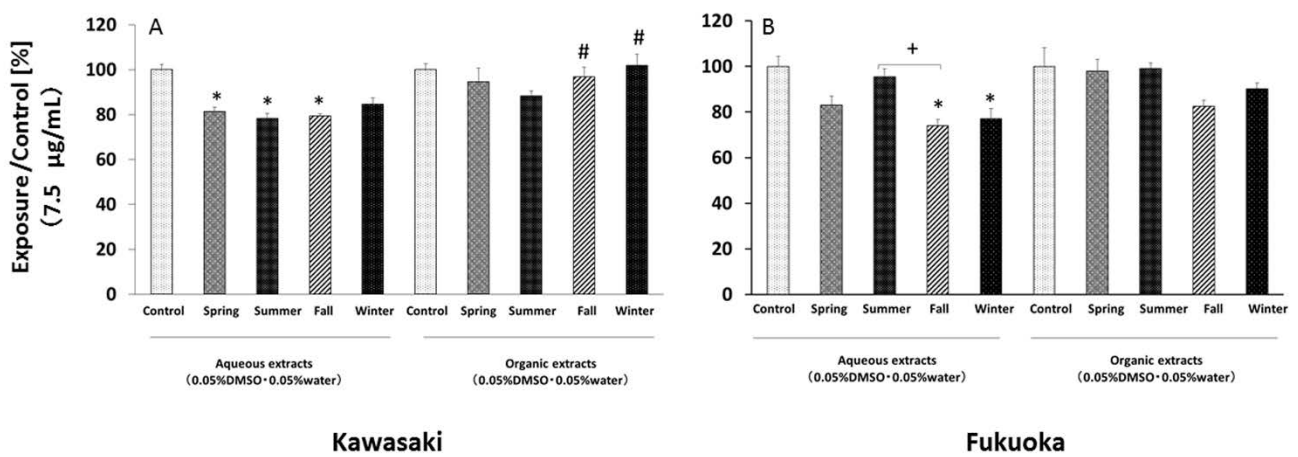 Exposure/Control [%]
(7.5 μg/mL)
A
120
100
80
60
40
20
0
*
*
*
#
#
Control Spring Summer Fall Winter Control Spring Summer Fall Winter
Aqueous extracts
(0.05%DMSO・0.05%water)
Organic extracts
(0.05%DMSO・0.05%water)
Kawasaki
B
120
100
80
60
40
20
0
+
*
*
Control Spring Summer Fall Winter Control Spring Summer Fall Winter
Aqueous extracts
(0.05%DMSO・0.05%water)
Organic extracts
(0.05%DMSO・0.05%water)
Fukuoka